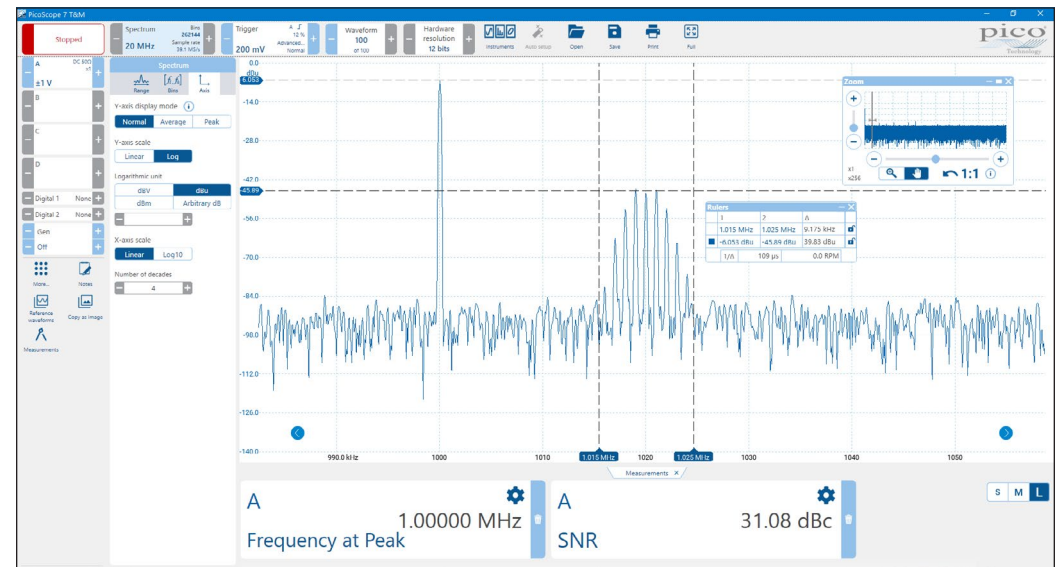 PicoScope 7 T&M
Stopped
Spectrum
20 MHz
Bins
262144
Sample rate
39.1 MS/s
Trigger
200 mV
A
12 %
Advanced...
Normal
Waveform
100
of 100
Hardware
resolution
12 bits
Instruments
Auto setup
Open
Save
Print
Full
pico
Technology
A
DC
x1
±1 V
B
C
D
Digital 1 None
Digital 2 None
Gen
Off
More...
Notes
Reference
waveforms
Copy as image
Measurements
Spectrum
Range
Bins
Axis
Y-axis display mode
Normal Average Peak
Y-axis scale
Linear Log
Logarithmic unit
dBV dBu
dBm Arbitrary dB
X-axis scale
Linear Log10
Number of decades
4
0.0
dBu
-6.053
-14.0
-28.0
-42.0
-45.89
-56.0
-70.0
-84.0
-98.0
-112.0
-126.0
-140.0
990.0 kHz
1000
1010
1.015 MHz
1020
1.025 MHz
1030
1040
1050
Zoom
x1
x256
1:1
Rulers
1 2 Δ
1.015 MHz 1.025 MHz 9.175 kHz
-6.053 dBu -45.89 dBu 39.83 dBu
1/Δ 109 µs 0.0 RPM
Measurements X
A
1.00000 MHz
Frequency at Peak
A
31.08 dBc
SNR
S M L